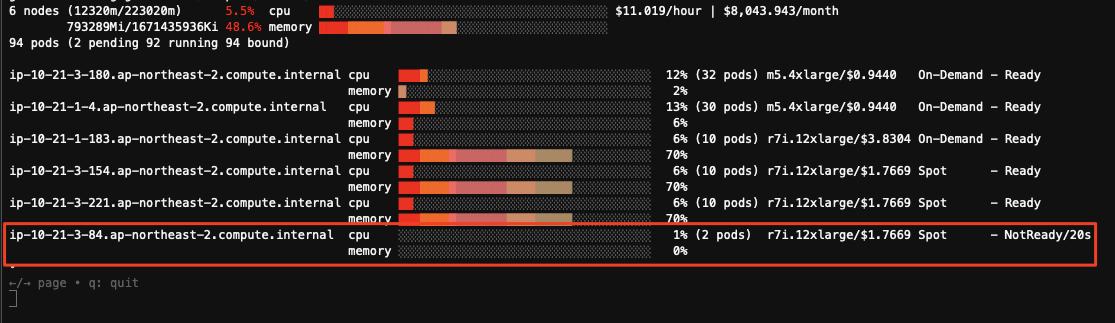 6 nodes (12320m/223020m) 5.5% cpu $11.019/hour | $8,043.943/month
793289Mi/1671435936Ki 48.6% memory
94 pods (2 pending 92 running 94 bound)
ip-10-21-3-180.ap-northeast-2.compute.internal cpu 12% (32 pods) m5.4xlarge/$0.9440 On-Demand - Ready
memory 2%
ip-10-21-1-4.ap-northeast-2.compute.internal cpu 13% (30 pods) m5.4xlarge/$0.9440 On-Demand - Ready
memory 6%
ip-10-21-1-183.ap-northeast-2.compute.internal cpu 6% (10 pods) r7i.12xlarge/$3.8304 On-Demand - Ready
memory 70%
ip-10-21-3-154.ap-northeast-2.compute.internal cpu 6% (10 pods) r7i.12xlarge/$1.7669 Spot - Ready
memory 70%
ip-10-21-3-221.ap-northeast-2.compute.internal cpu 6% (10 pods) r7i.12xlarge/$1.7669 Spot - Ready
memory 70%
ip-10-21-3-84.ap-northeast-2.compute.internal cpu 1% (2 pods) r7i.12xlarge/$1.7669 Spot - NotReady/20s
memory 0%
•
←/→ page • q: quit